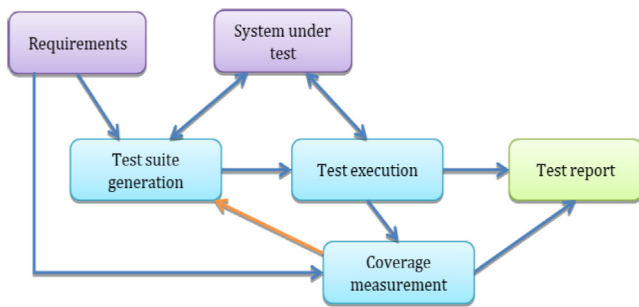 Requirements
System under
test
Test suite
generation
Test execution
Test report
Coverage
measurement